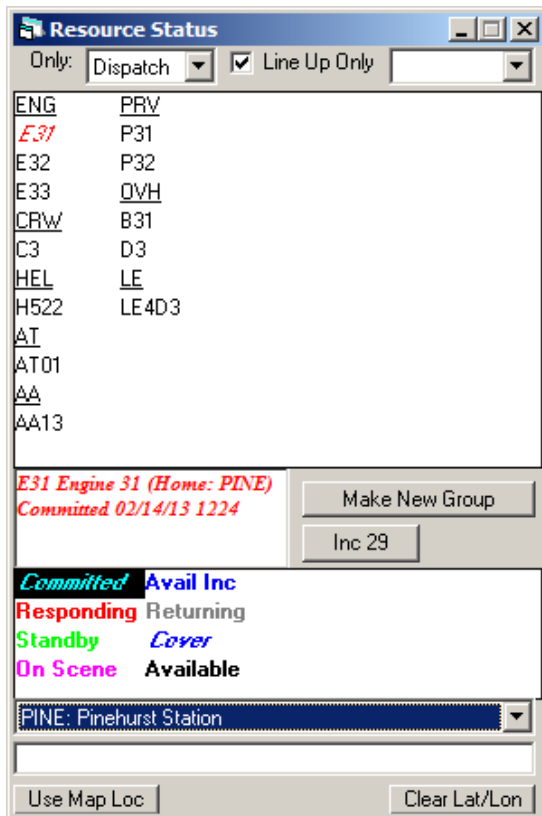 Resource Status
Only: Dispatch Line Up Only
ENG PRV
E31 P31
E32 P32
E33 OVH
CRW B31
C3 D3
HEL LE
H522 LE4D3
AT
AT01
AA
AA13
E31 Engine 31 (Home: PINE)
Committed 02/14/13 1224
Make New Group
Inc 29
Committed Avail Inc
Responding Returning
Standby Cover
On Scene Available
PINE: Pinehurst Station
Use Map Loc Clear Lat/Lon